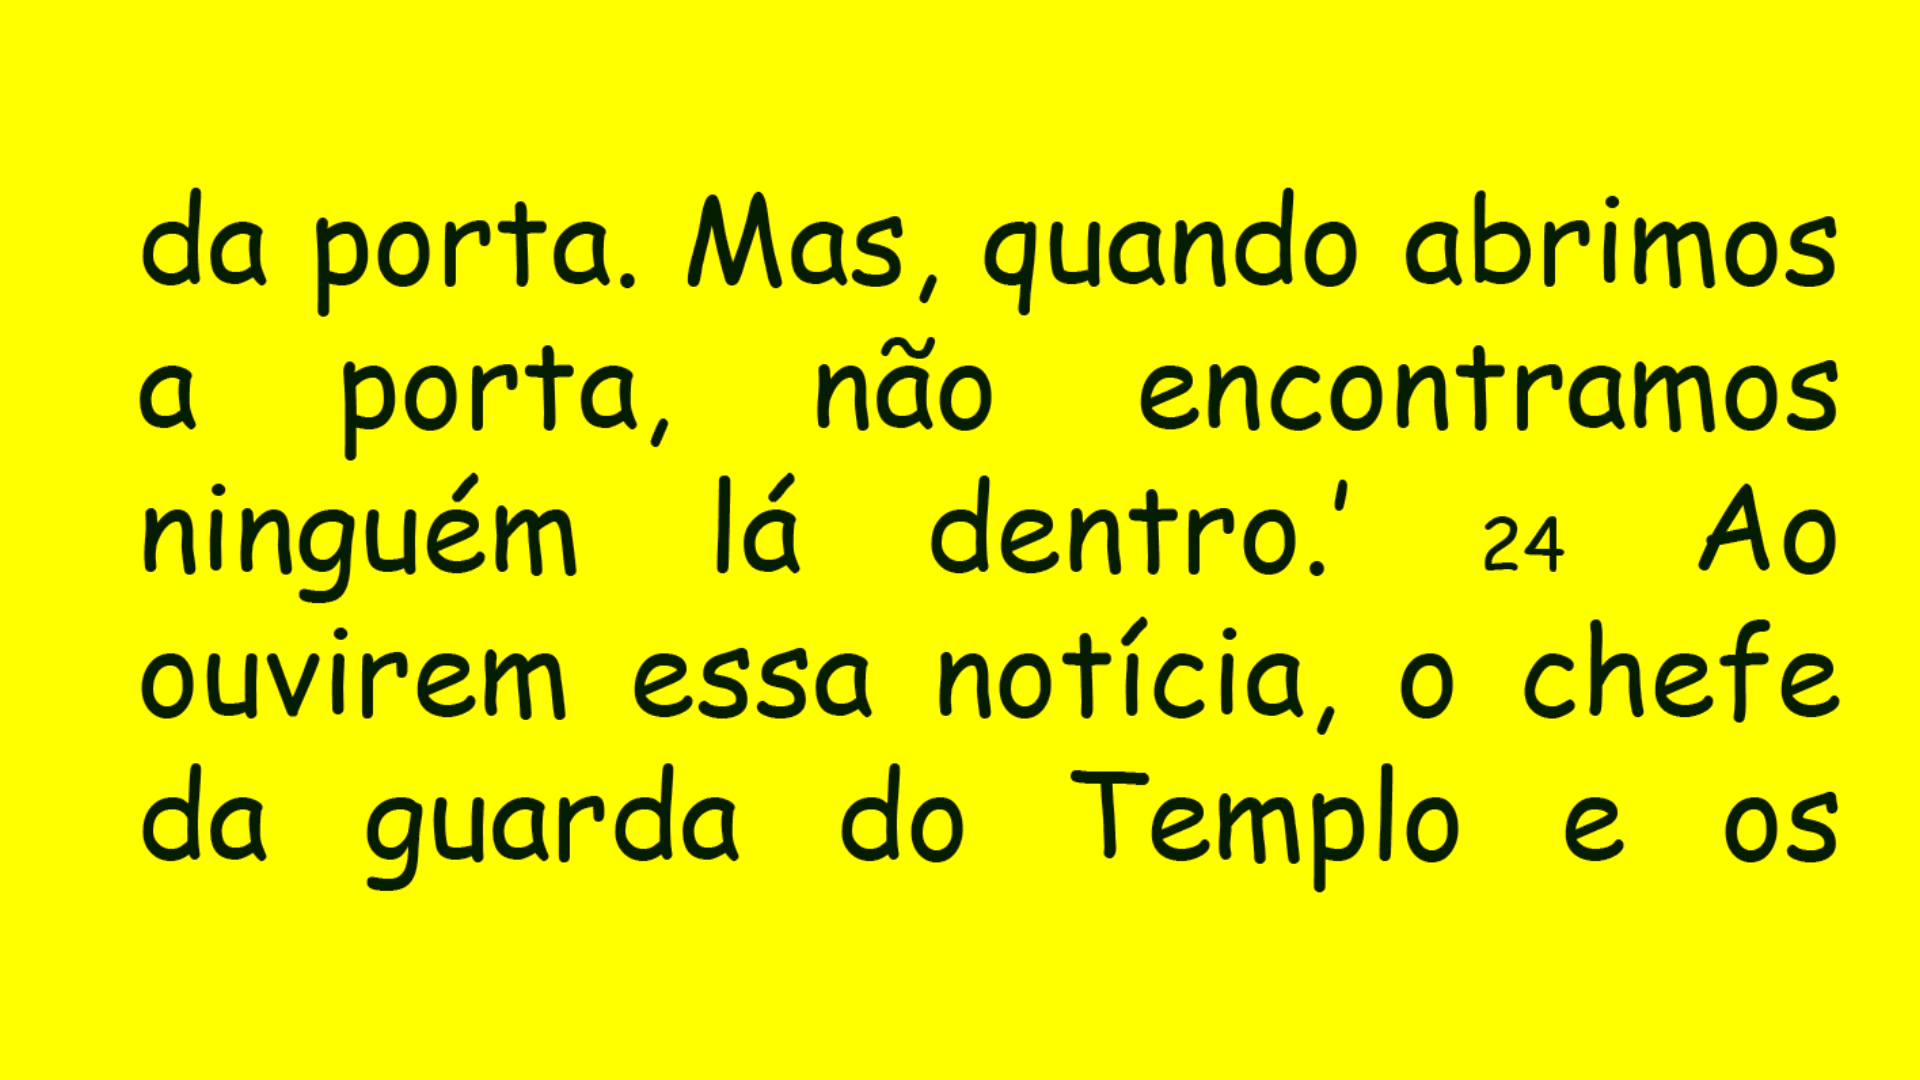 da porta. Mas, quando abrimos
a porta, não encontramos
ninguém lá dentro.’ 24 Ao
ouvirem essa notícia, o chefe
da guarda do Templo e os